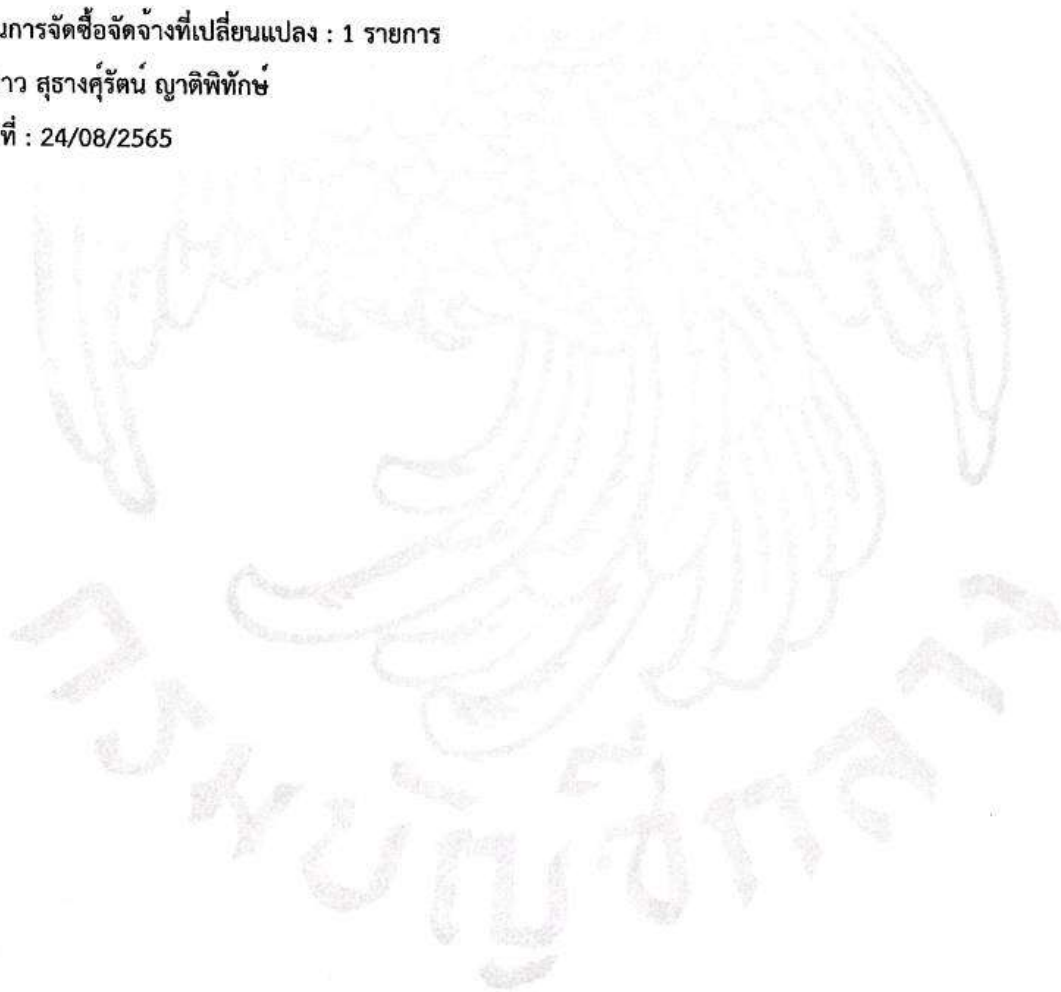 นการจัดซื้อจัดจ้างที่เปลี่ยนแปลง : 1 รายการ
าว สุธางศุ์รัตน์ ญาติพิทักษ์
ที่ : 24/08/2565
กรมบัญชีกลาง